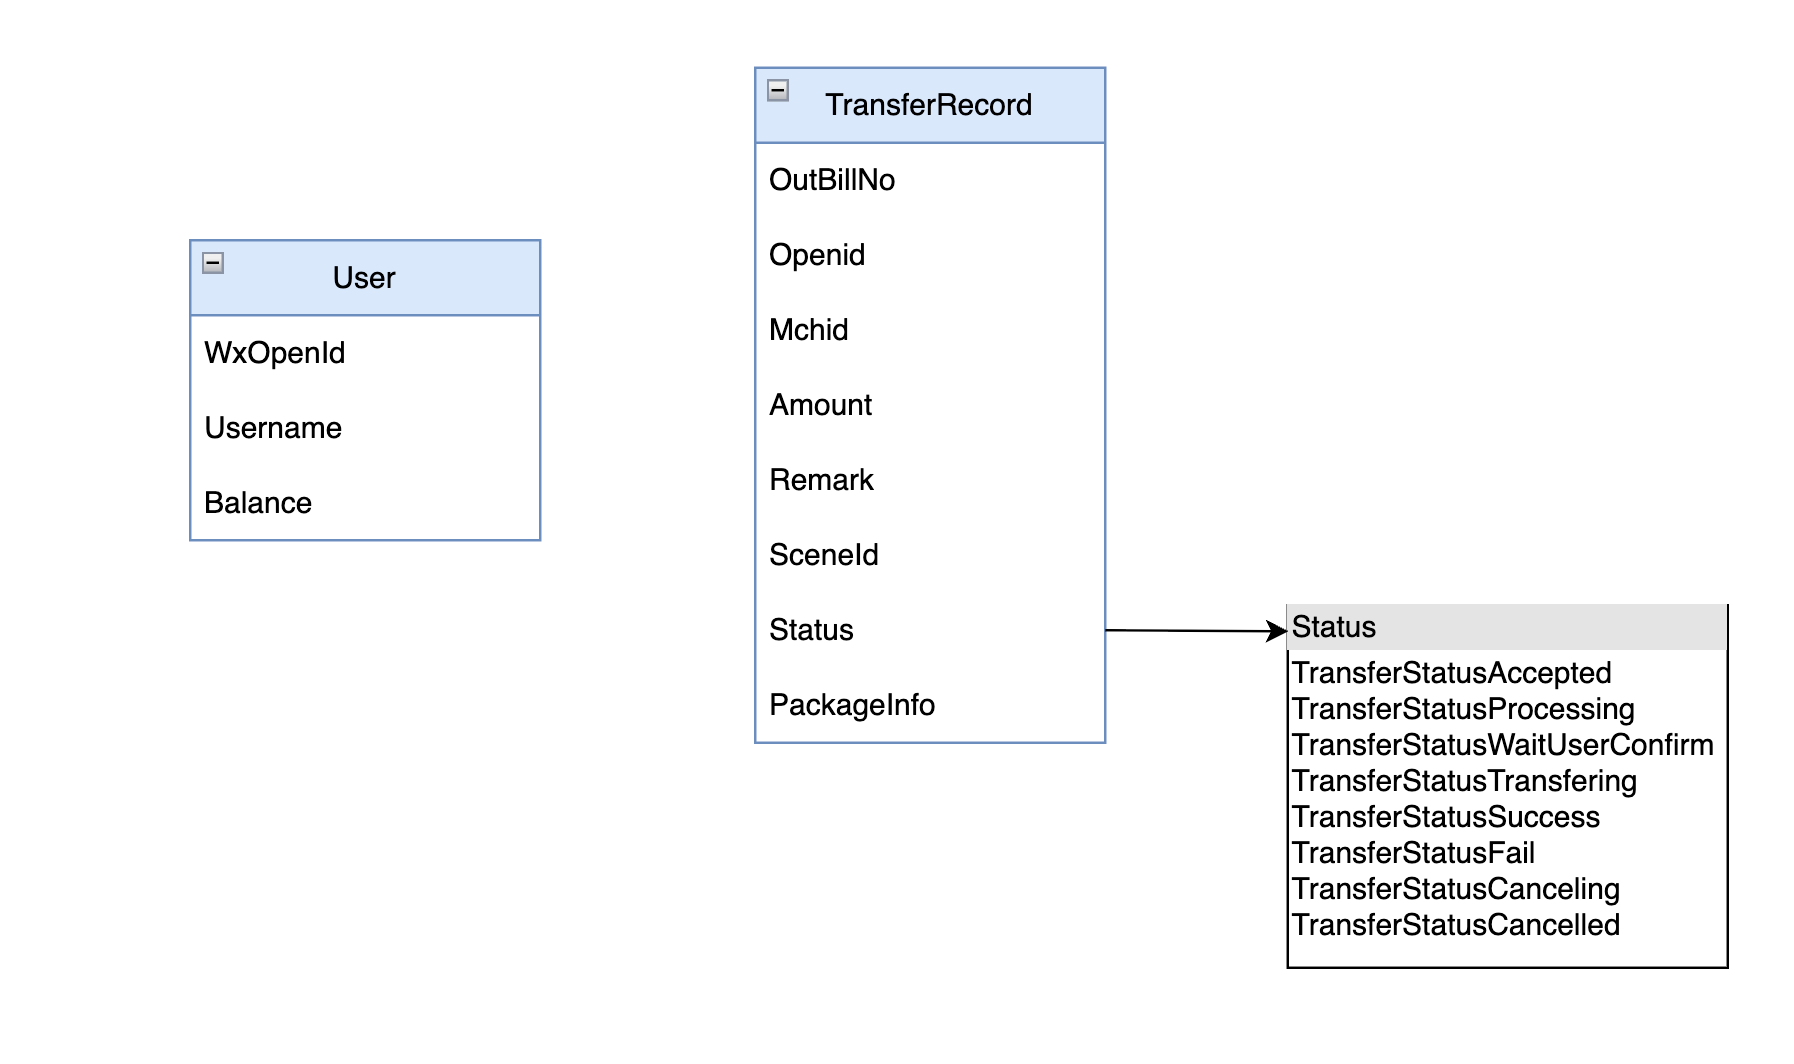 User
WxOpenId
Username
Balance
TransferRecord
OutBillNo
Openid
Mchid
Amount
Remark
SceneId
Status
PackageInfo
Status
TransferStatusAccepted
TransferStatusProcessing
TransferStatusWaitUserConfirm
TransferStatusTransfering
TransferStatusSuccess
TransferStatusFail
TransferStatusCanceling
TransferStatusCancelled